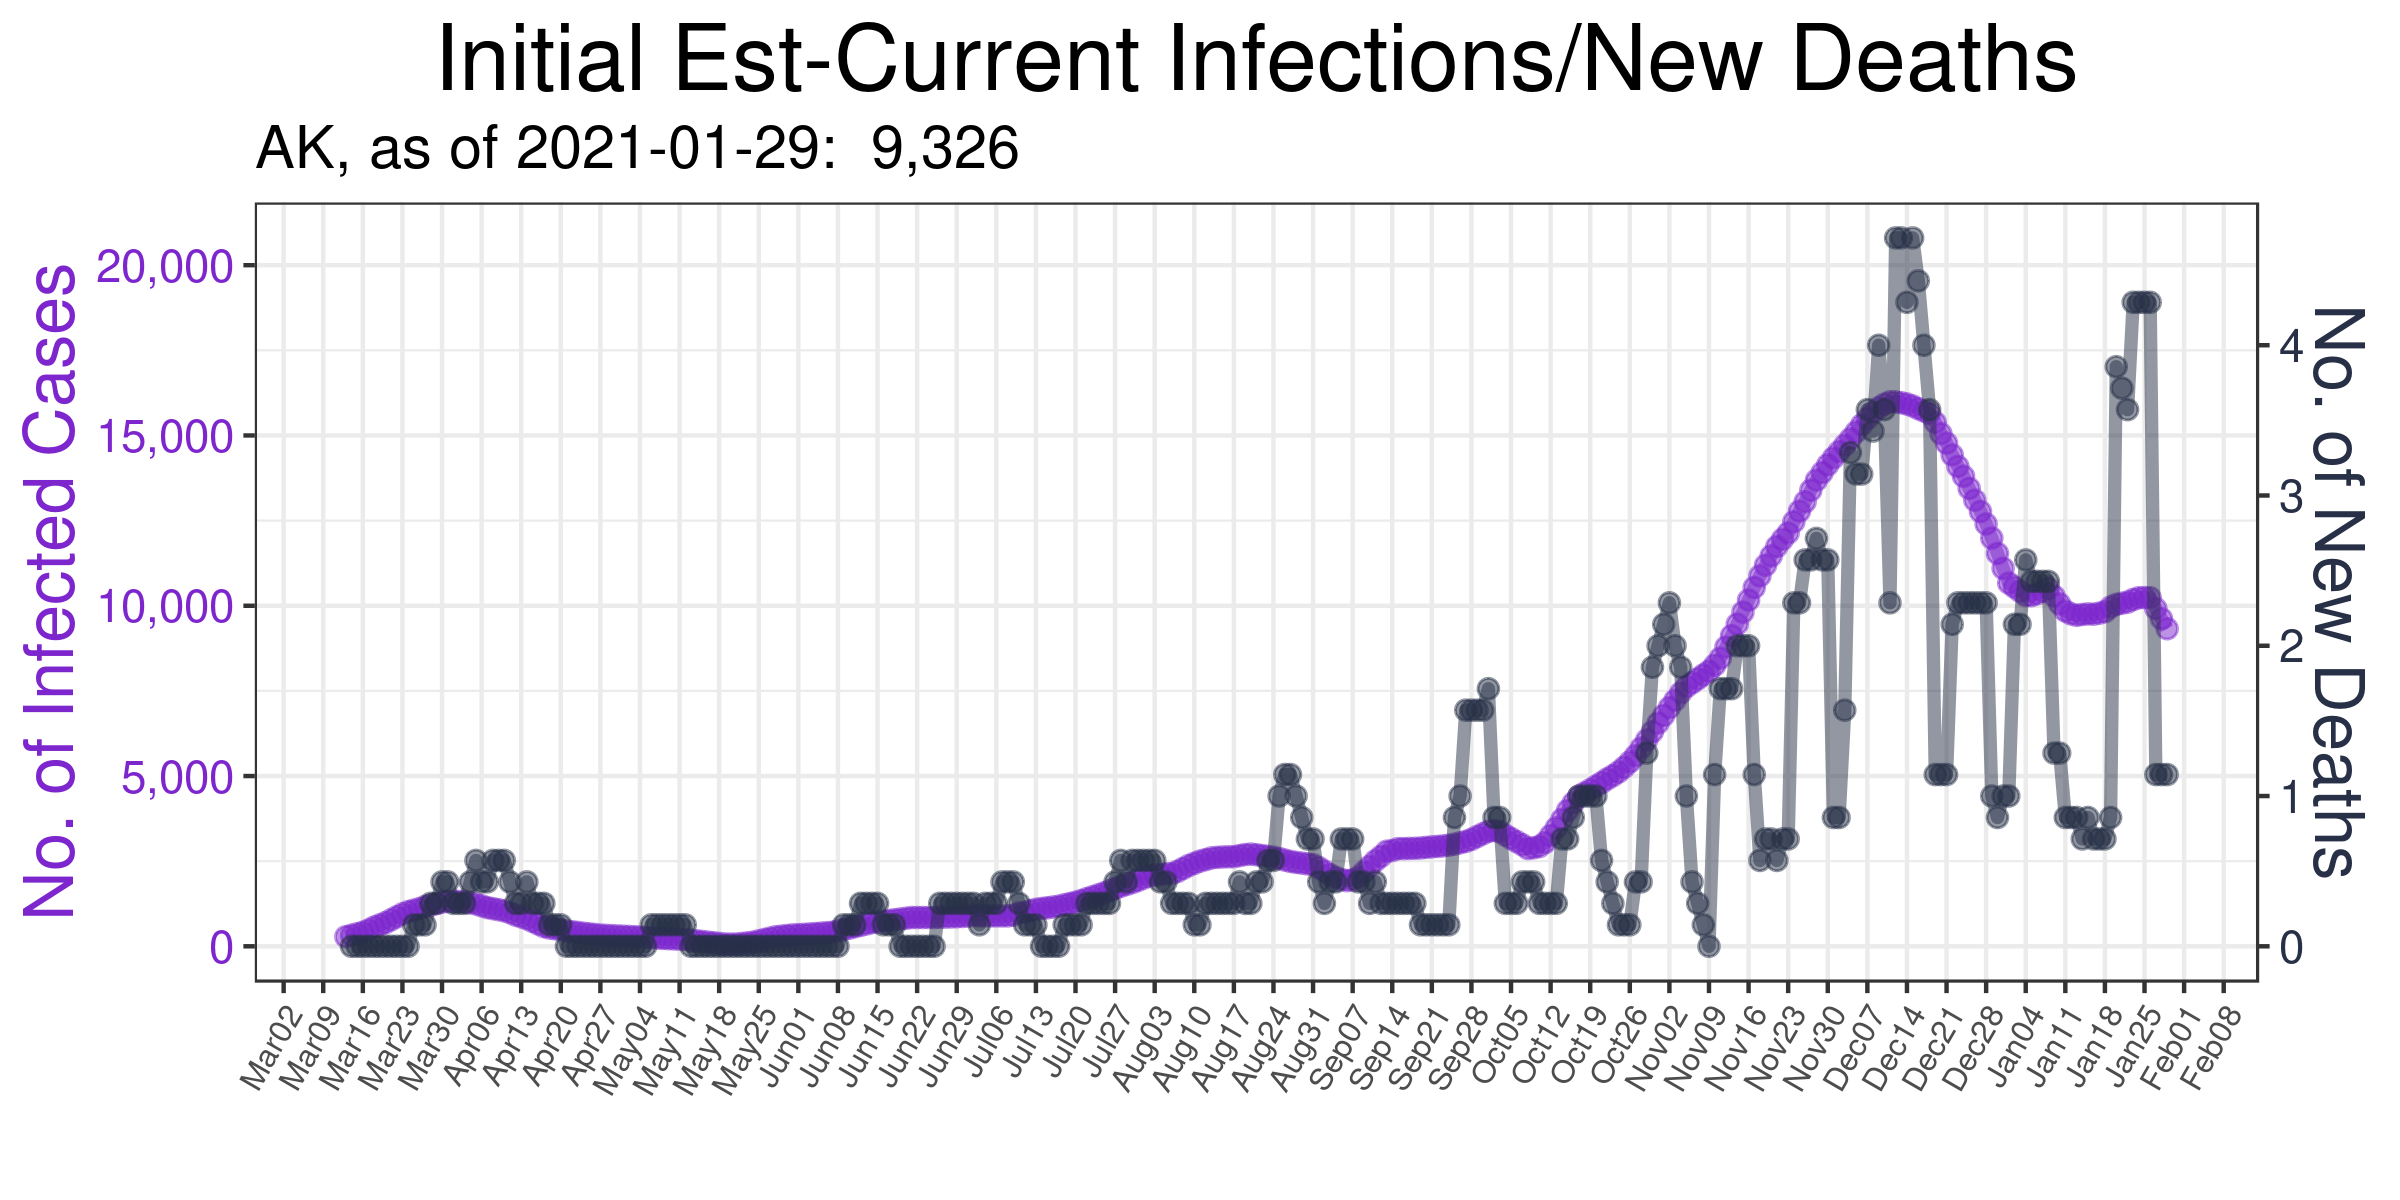 Initial Est-Current Infections/New Deaths
AK, as of 2021-01-29:  9,326
No. of Infected Cases
20,000
15,000
10,000
5,000
0
4
3
2
1
0
No. of New Deaths
Mar02
Mar09
Mar16
Mar23
Mar30
Apr06
Apr13
Apr20
Apr27
May04
May11
May18
May25
Jun01
Jun08
Jun15
Jun22
Jun29
Jul06
Jul13
Jul20
Jul27
Aug03
Aug10
Aug17
Aug24
Aug31
Sep07
Sep14
Sep21
Sep28
Oct05
Oct12
Oct19
Oct26
Nov02
Nov09
Nov16
Nov23
Nov30
Dec07
Dec14
Dec21
Dec28
Jan04
Jan11
Jan18
Jan25
Feb01
Feb08